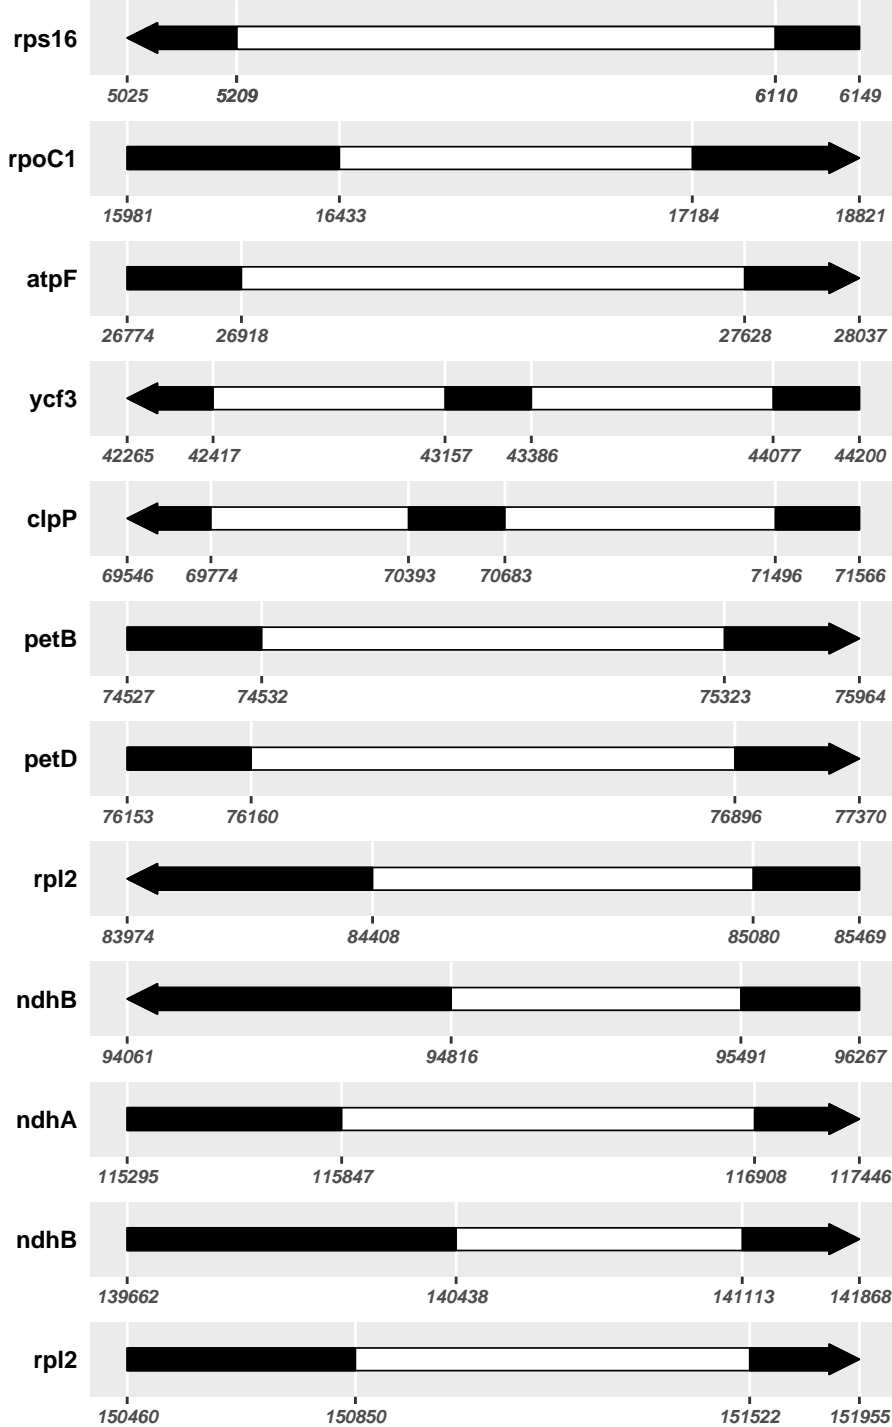 rps16
5025 5209 6110 6149
rpoC1
15981 16433 17184 18821
atpF
26774 26918 27628 28037
ycf3
42265 42417 43157 43386 44077 44200
clpP
69546 69774 70393 70683 71496 71566
petB
74527 74532 75323 75964
petD
76153 76160 76896 77370
rpl2
83974 84408 85080 85469
ndhB
94061 94816 95491 96267
ndhA
115295 115847 116908 117446
ndhB
139662 140438 141113 141868
rpl2
150460 150850 151522 151955